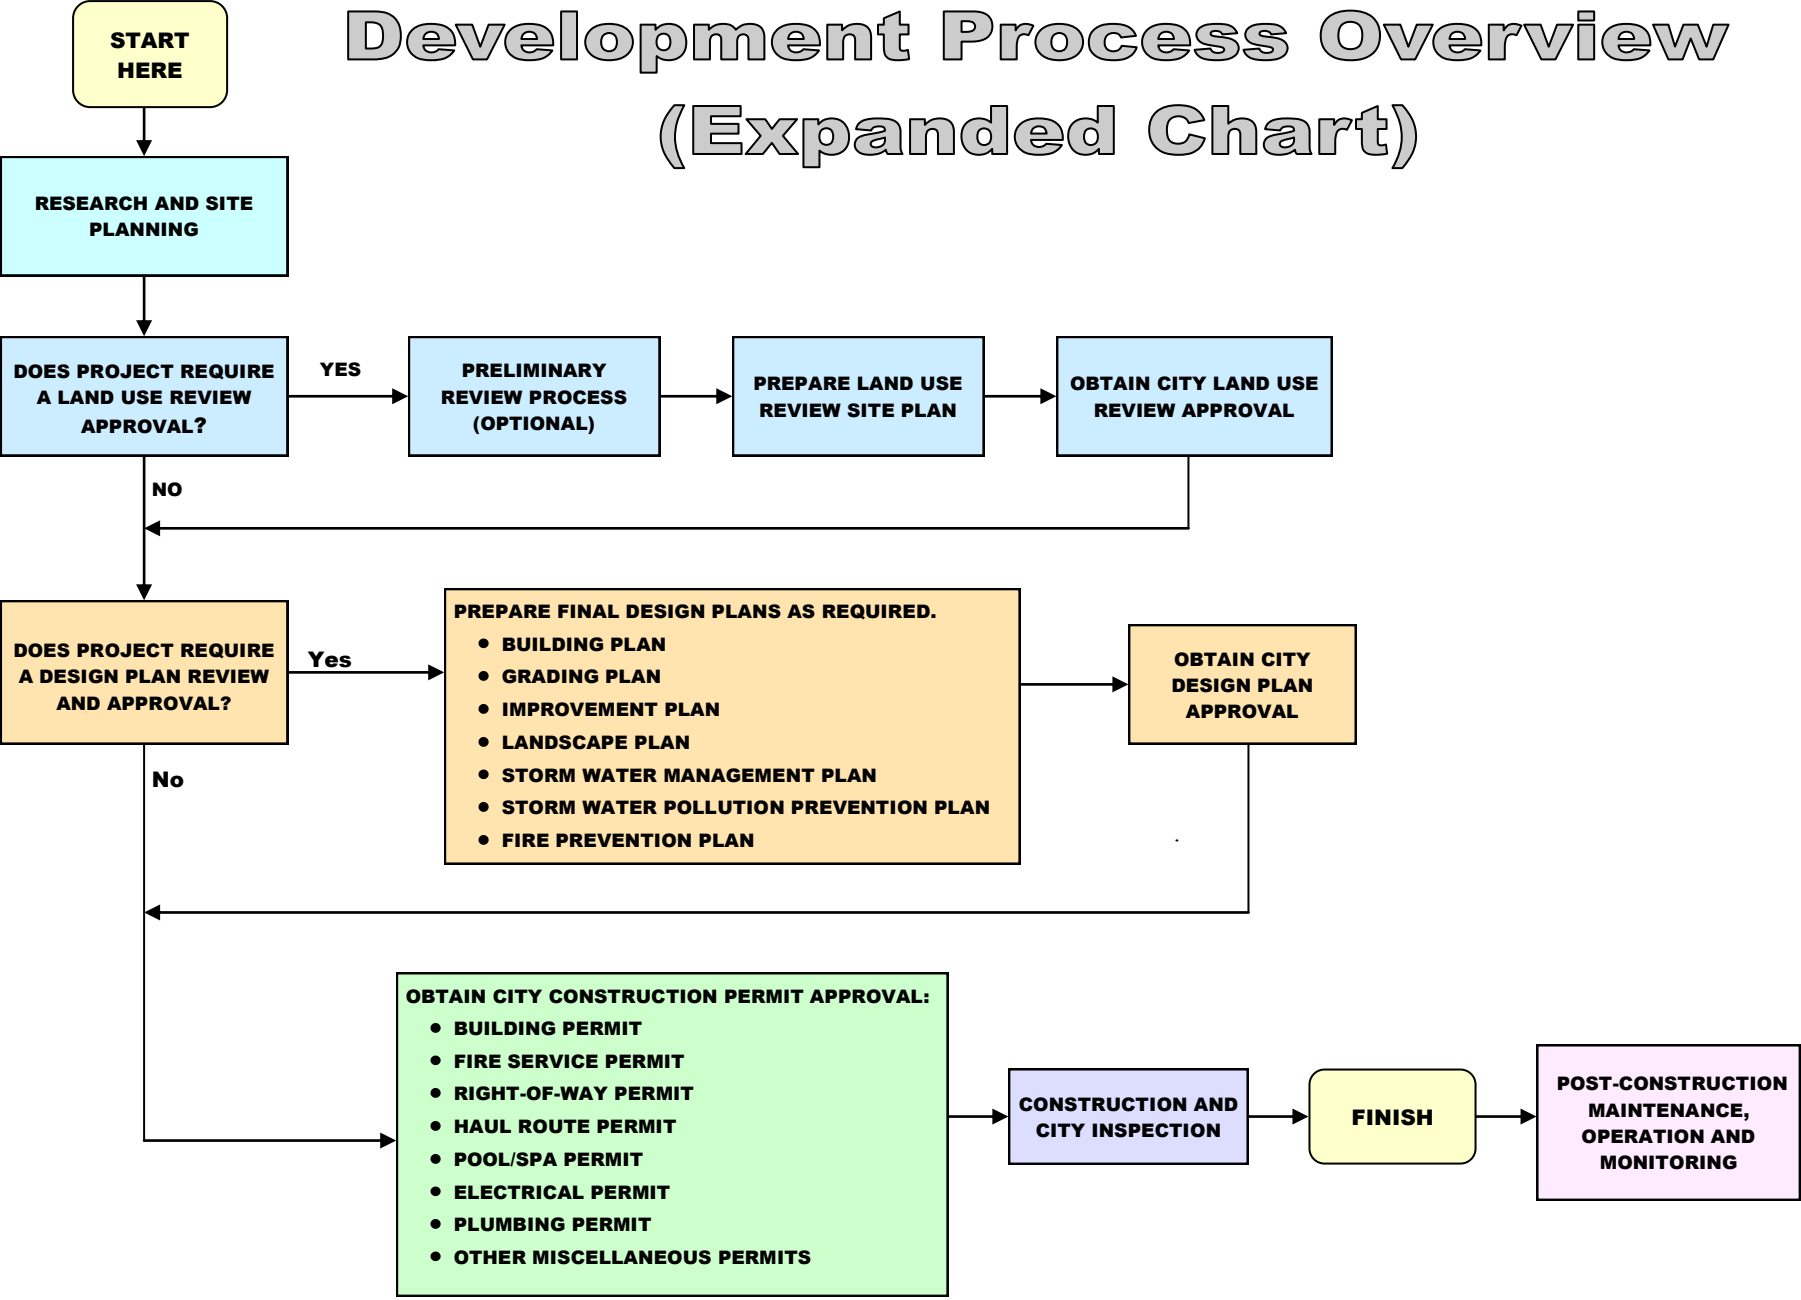 Development Process Overview
(Expanded Chart)
START
HERE
RESEARCH AND SITE
PLANNING
DOES PROJECT REQUIRE
A LAND USE REVIEW
APPROVAL?
YES
PRELIMINARY
REVIEW PROCESS
(OPTIONAL)
PREPARE LAND USE
REVIEW SITE PLAN
OBTAIN CITY LAND USE
REVIEW APPROVAL
NO
DOES PROJECT REQUIRE
A DESIGN PLAN REVIEW
AND APPROVAL?
Yes
PREPARE FINAL DESIGN PLANS AS REQUIRED.
• BUILDING PLAN
• GRADING PLAN
• IMPROVEMENT PLAN
• LANDSCAPE PLAN
• STORM WATER MANAGEMENT PLAN
• STORM WATER POLLUTION PREVENTION PLAN
• FIRE PREVENTION PLAN
OBTAIN CITY
DESIGN PLAN
APPROVAL
No
OBTAIN CITY CONSTRUCTION PERMIT APPROVAL:
• BUILDING PERMIT
• FIRE SERVICE PERMIT
• RIGHT-OF-WAY PERMIT
• HAUL ROUTE PERMIT
• POOL/SPA PERMIT
• ELECTRICAL PERMIT
• PLUMBING PERMIT
• OTHER MISCELLANEOUS PERMITS
CONSTRUCTION AND
CITY INSPECTION
FINISH
POST-CONSTRUCTION
MAINTENANCE,
OPERATION AND
MONITORING